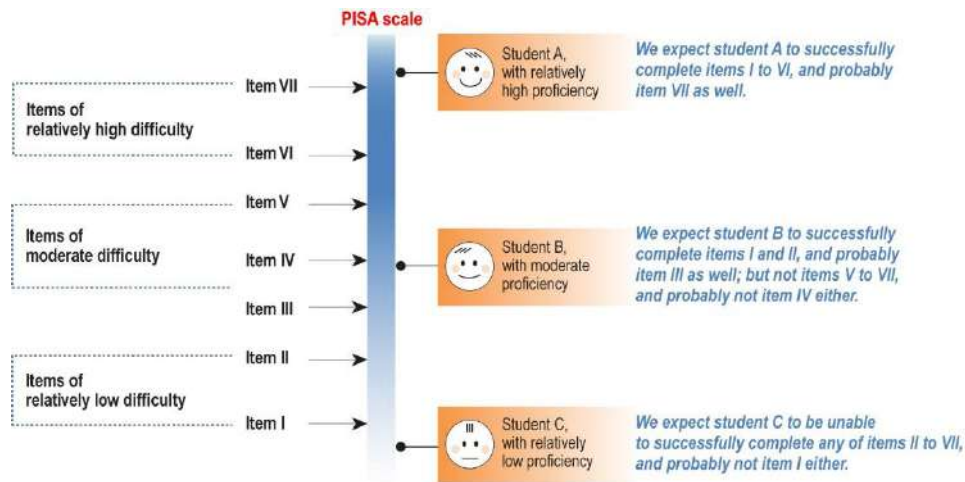 PISA scale
Item VII
Items of
relatively high difficulty
Item VI
Item V
Items of
moderate difficulty
Item IV
Item III
Item II
Items of
relatively low difficulty
Item I
Student A,
with relatively
high proficiency
We expect student A to successfully
complete items I to VI, and probably
item VII as well.
Student B,
with moderate
proficiency
We expect student B to successfully
complete items I and II, and probably
item III as well; but not items V to VII,
and probably not item IV either.
Student C,
with relatively
low proficiency
We expect student C to be unable
to successfully complete any of items II to VII,
and probably not item I either.